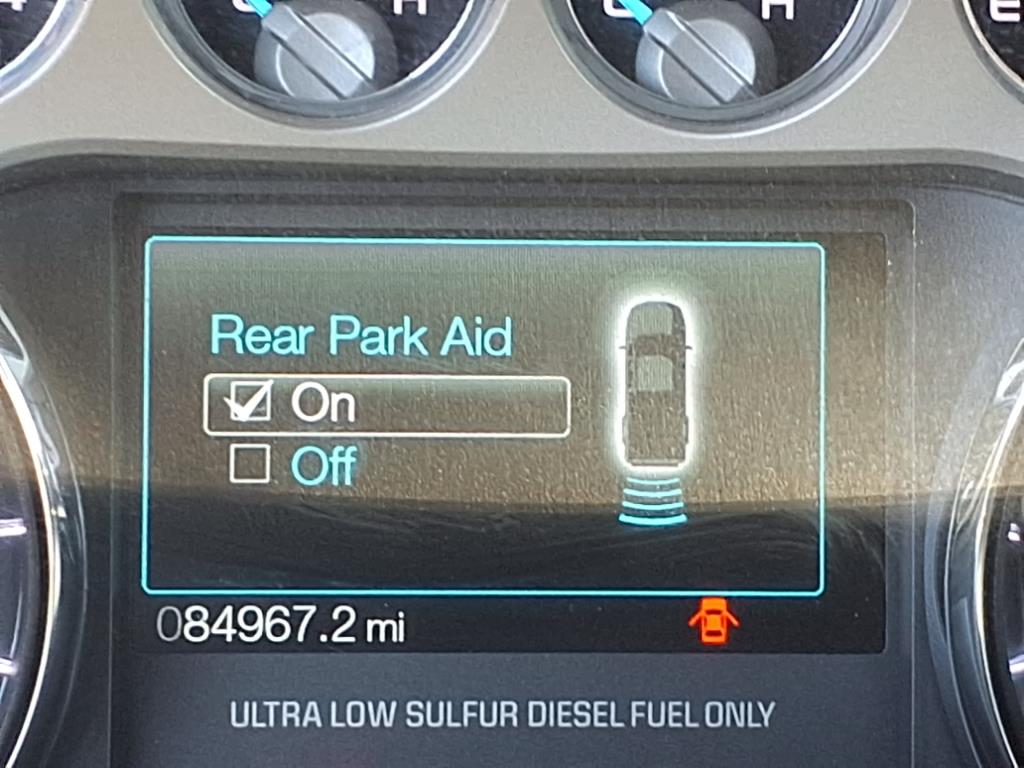 C H C H E
Rear Park Aid
On
Off
084967.2 mi
ULTRA LOW SULFUR DIESEL FUEL ONLY